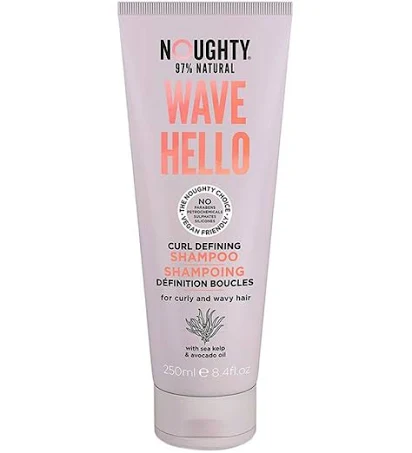 NOUGHTY
97% NATURAL
WAVE
HELLO
THE NOUGHTY CHOICE
NO
PARABENS
PETROCHEMICALS
SULPHATES
SILICONES
VEGAN FRIENDLY
CURL DEFINING
SHAMPOO
SHAMPOING
DÉFINITION BOUCLES
for curly and wavy hair
with sea kelp
& avocado oil
250ml e 8.4fl.oz